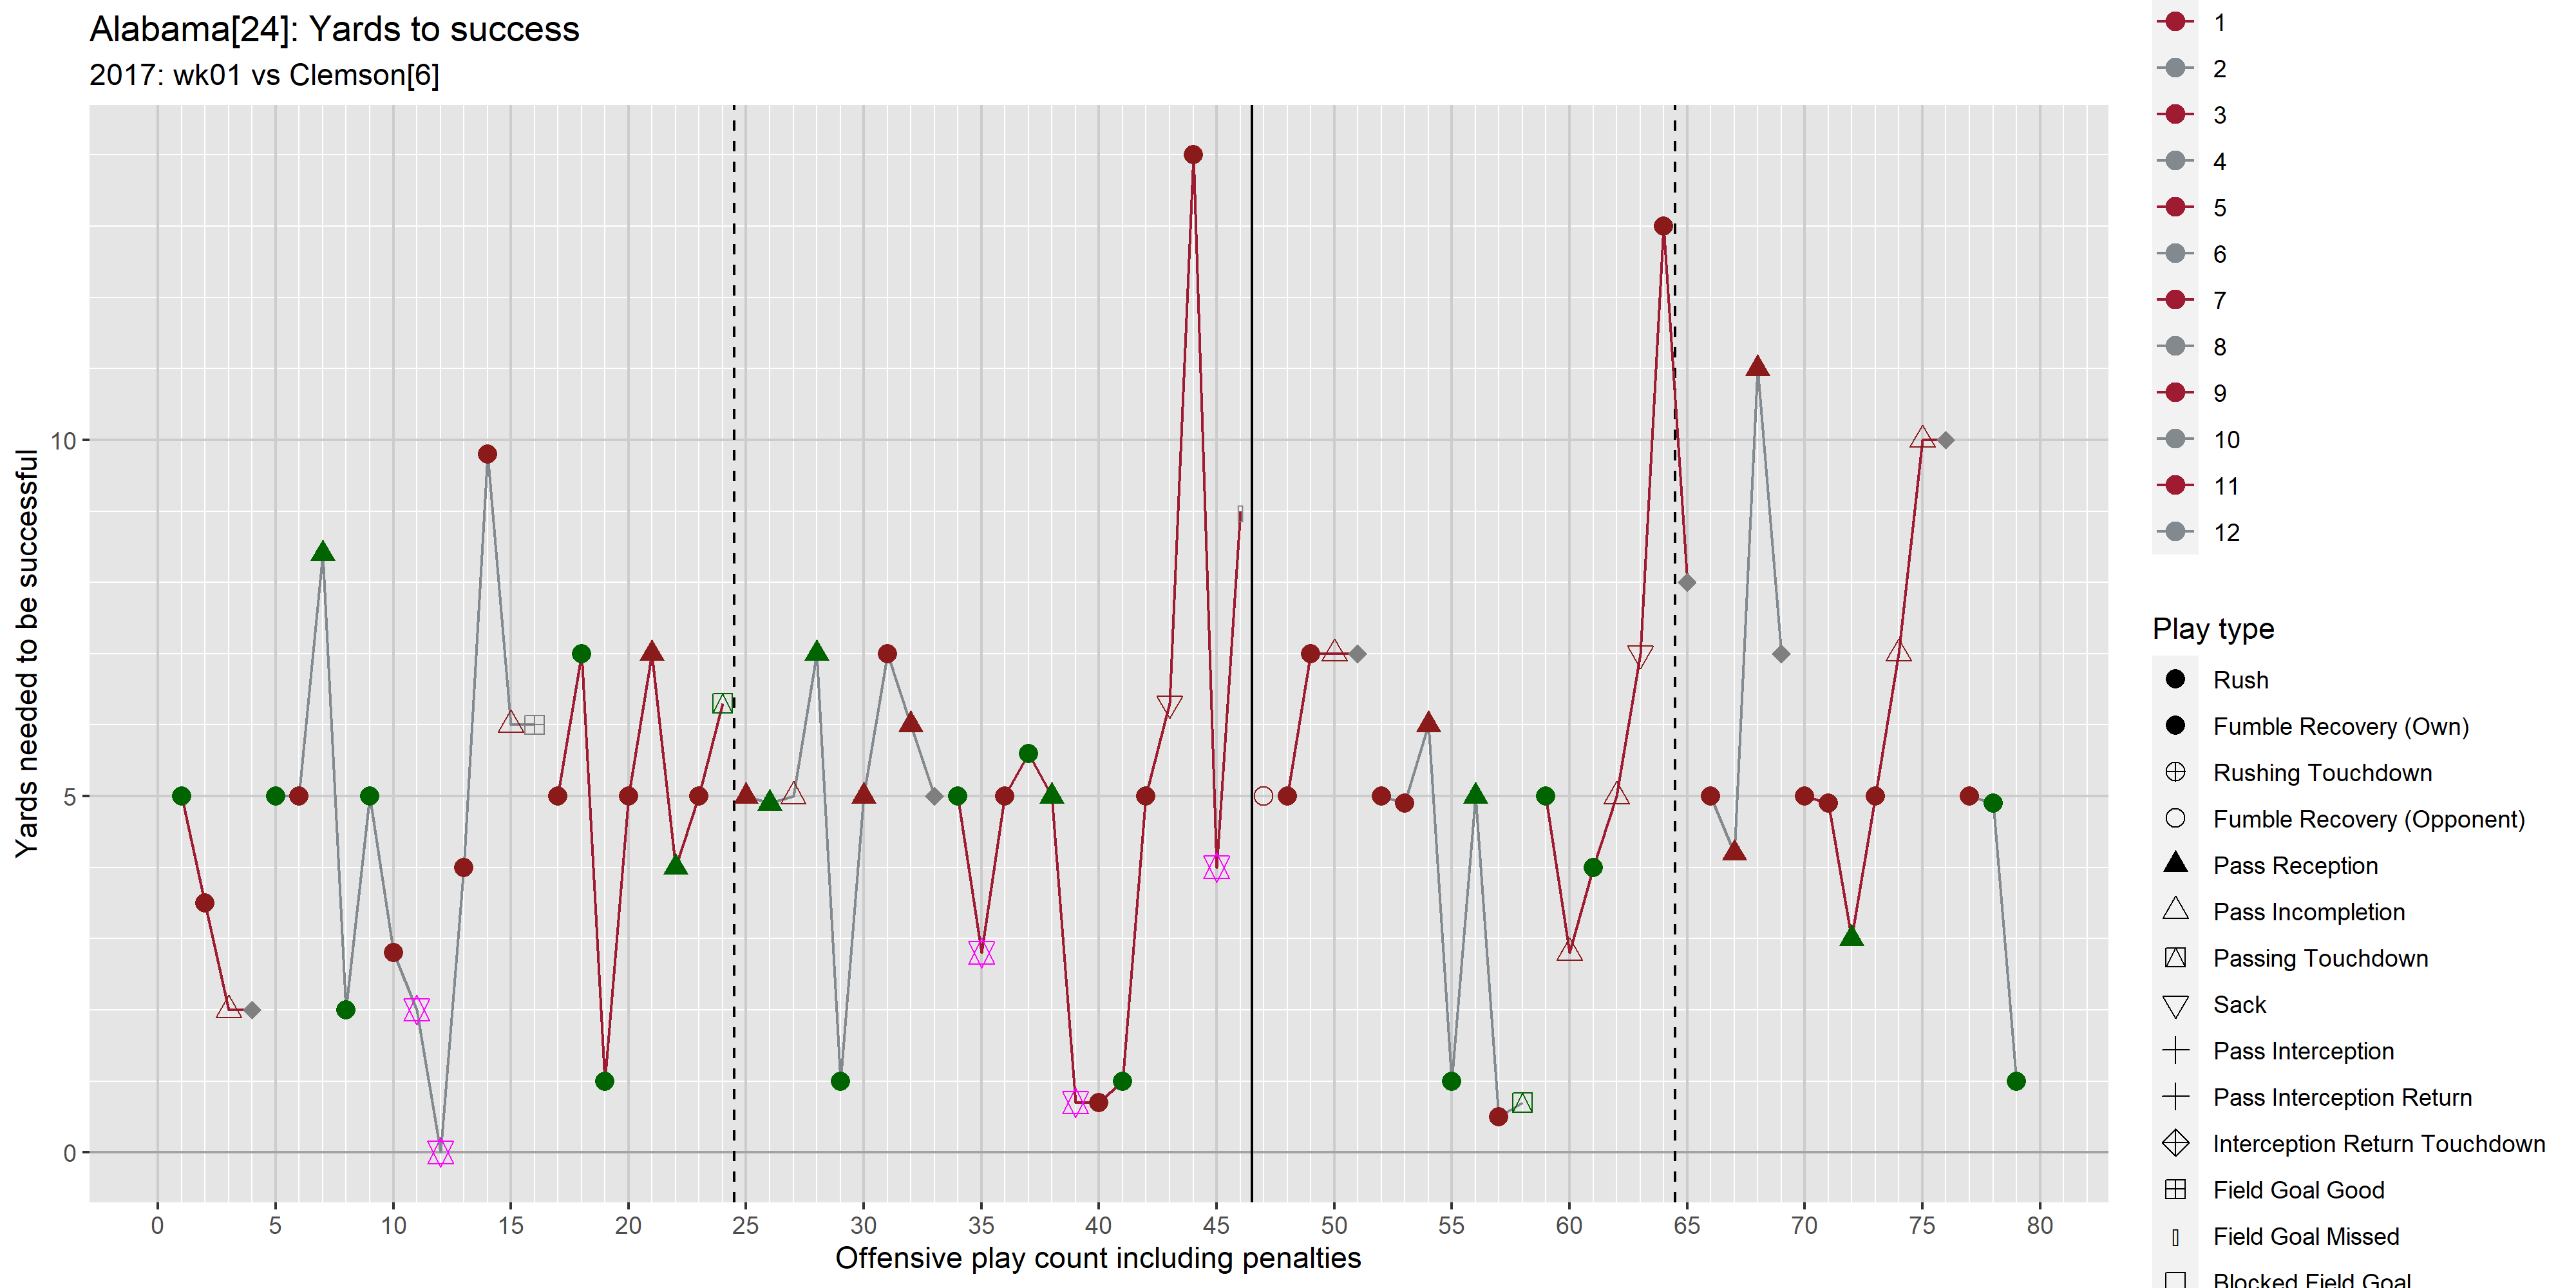 Alabama[24]: Yards to success
2017: wk01 vs Clemson[6]
Yards needed to be successful
10
5
0
0 5 10 15 20 25 30 35 40 45 50 55 60 65 70 75 80
Offensive play count including penalties
1
2
3
4
5
6
7
8
9
10
11
12
Play type
Rush
Fumble Recovery (Own)
Rushing Touchdown
Fumble Recovery (Opponent)
Pass Reception
Pass Incompletion
Passing Touchdown
Sack
Pass Interception
Pass Interception Return
Interception Return Touchdown
Field Goal Good
Field Goal Missed
Blocked Field Goal